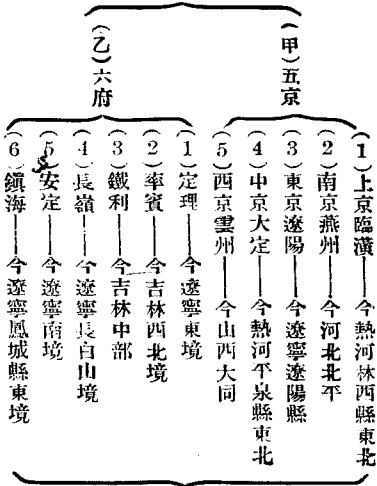 (甲)五京
(1)上京臨潢——今熱河林西縣東北
(2)南京燕州——今河北北平
(3)東京遼陽——今遼寧遼陽縣
(4)中京大定——今熱河平泉縣東北
(5)西京雲州——今山西大同
(乙)六府
(1)定理——今遼寧東境
(2)率賓——今吉林西北境
(3)鐵利——今吉林中部
(4)長嶺——今遼寧長白山境
(5)安定——今遼寧南境
(6)鎭海——今遼寧鳳城縣東境